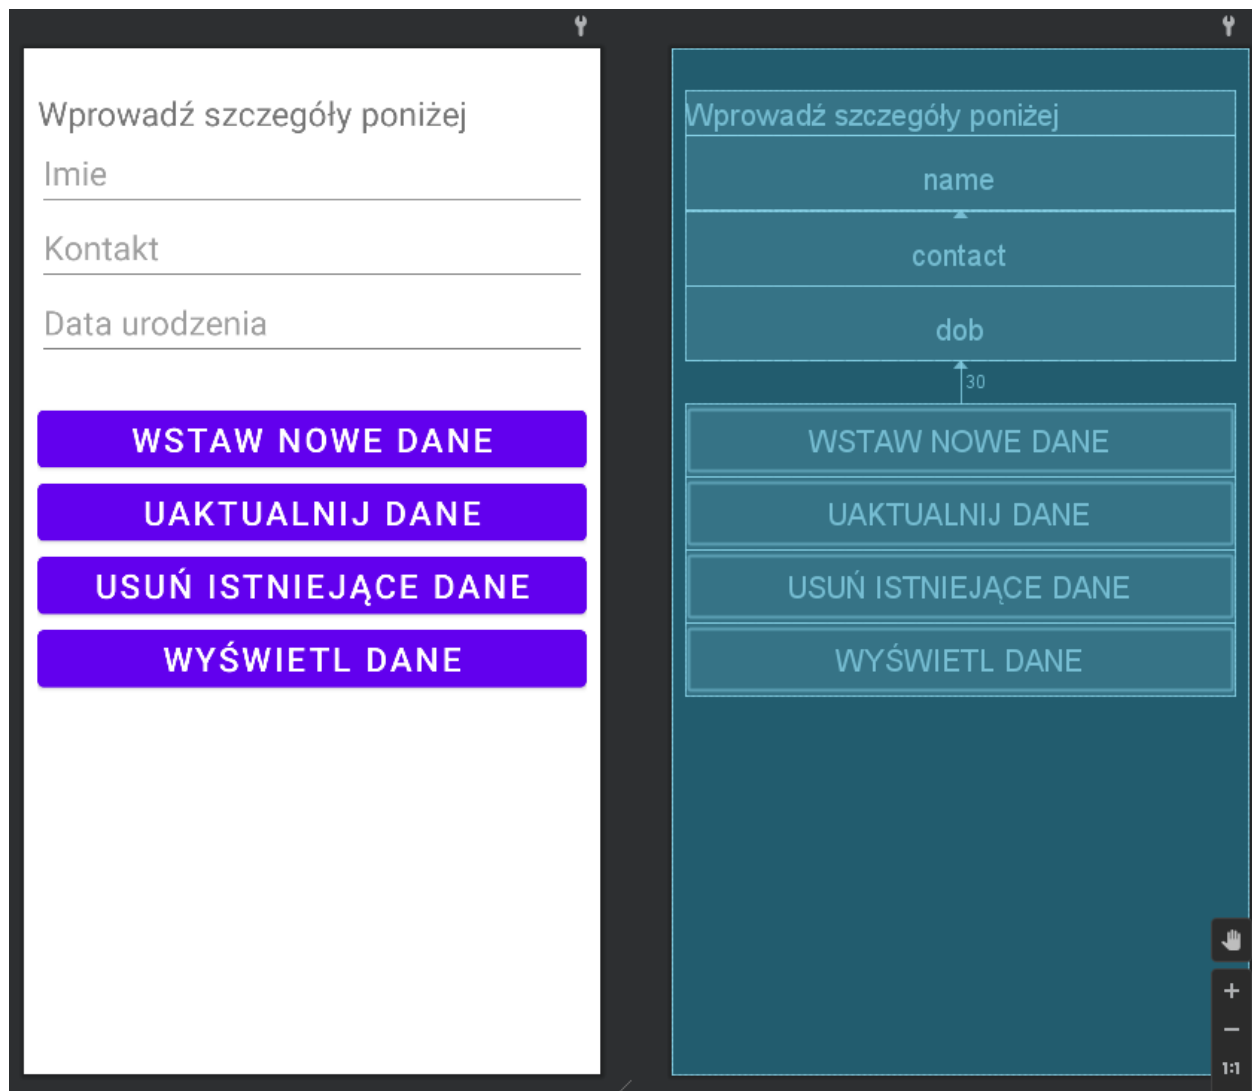 Wprowadź szczegóły poniżej
Imie
Kontakt
Data urodzenia
WSTAW NOWE DANE
UAKTUALNIJ DANE
USUŃ ISTNIEJĄCE DANE
WYŚWIETL DANE
Wprowadź szczegóły poniżej
name
contact
dob
30
WSTAW NOWE DANE
UAKTUALNIJ DANE
USUŃ ISTNIEJĄCE DANE
WYŚWIETL DANE
+
−
1:1